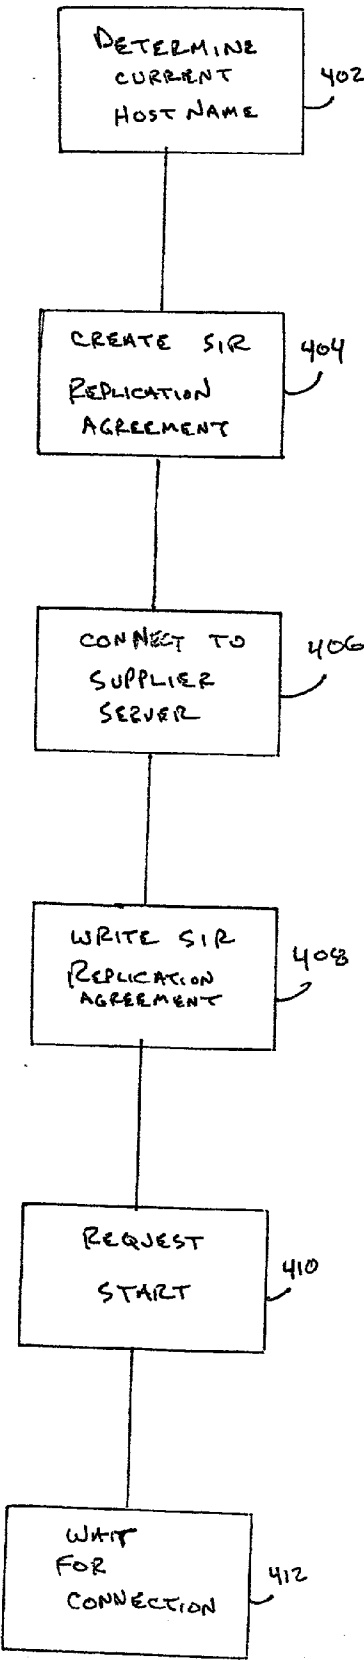 DETERMINE
CURRENT
HOST NAME
402
CREATE SIR
REPLICATION
AGREEMENT
404
CONNECT TO
SUPPLIER
SERVER
406
WRITE SIR
REPLICATION
AGREEMENT
408
REQUEST
START
410
WAIT
FOR
CONNECTION
412